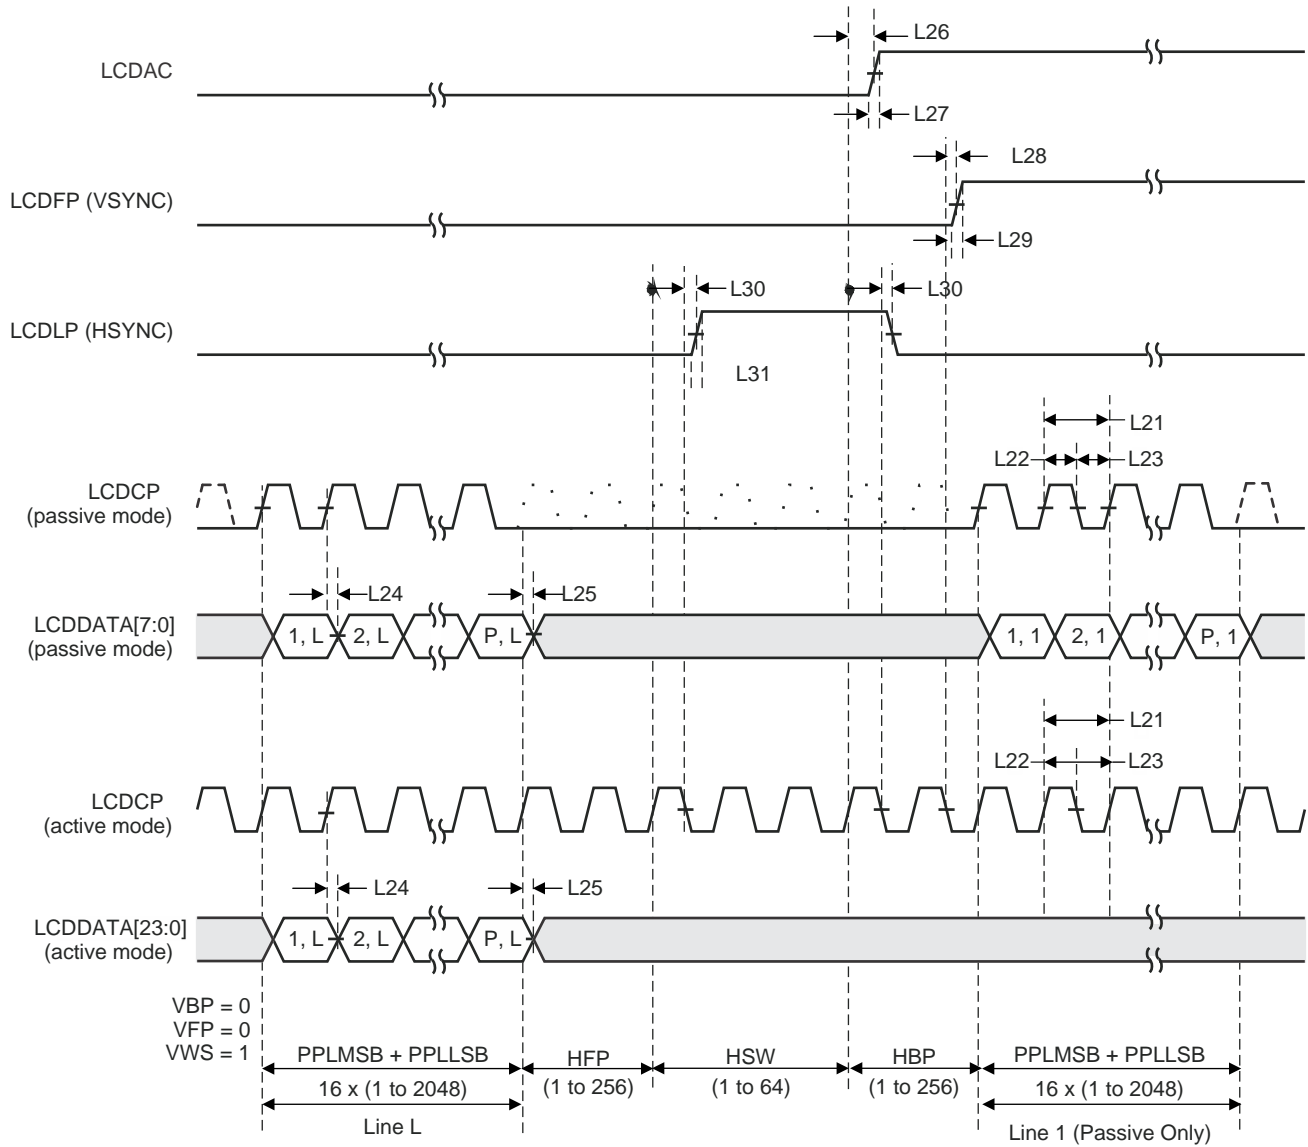 L26
LCDAC
L27
L28
LCDFP (VSYNC)
L29
L30 L30
LCDLP (HSYNC)
L31
L21
L22 L23
LCDCP
(passive mode)
L24 L25
LCDDATA[7:0]
(passive mode)
1, L 2, L P, L 1, 1 2, 1 P, 1
L21
L22 L23
LCDCP
(active mode)
L24 L25
LCDDATA[23:0]
(active mode)
1, L 2, L P, L
VBP = 0
VFP = 0
VWS = 1
PPLMSB + PPLLSB HFP HSW HBP PPLMSB + PPLLSB
16 x (1 to 2048) (1 to 256) (1 to 64) (1 to 256) 16 x (1 to 2048)
Line L Line 1 (Passive Only)